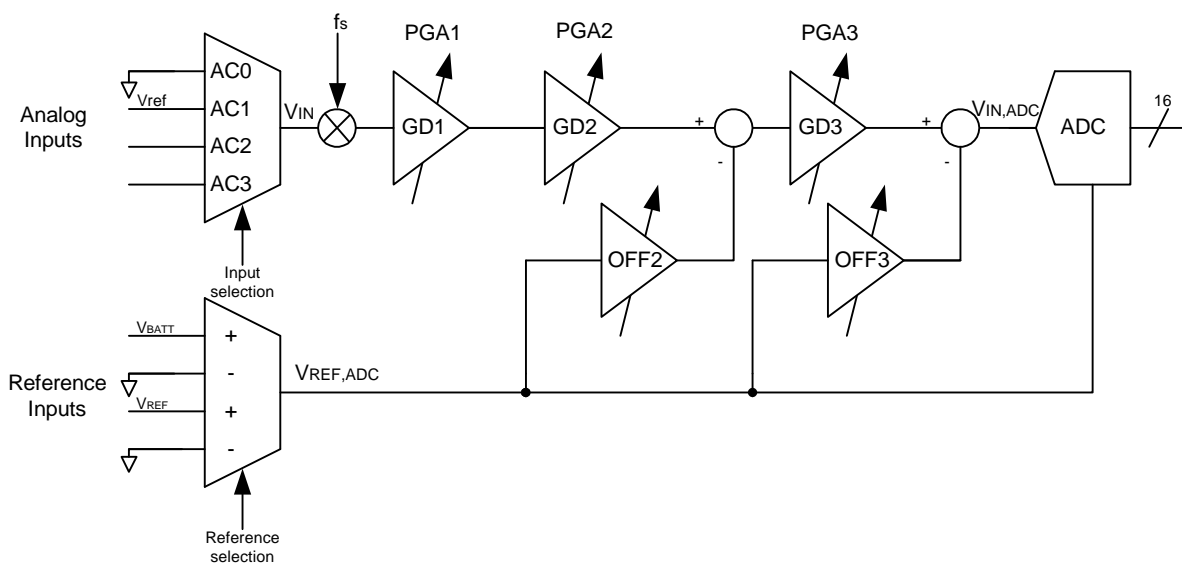 fs
PGA1
PGA2
PGA3
AC0
Vref
AC1
AC2
AC3
Analog
Inputs
VIN
GD1
GD2
+
-
GD3
+
-
VIN,ADC
ADC
16
OFF2
OFF3
Input
selection
VBATT
+
-
VREF
+
-
Reference
Inputs
VREF,ADC
Reference
selection